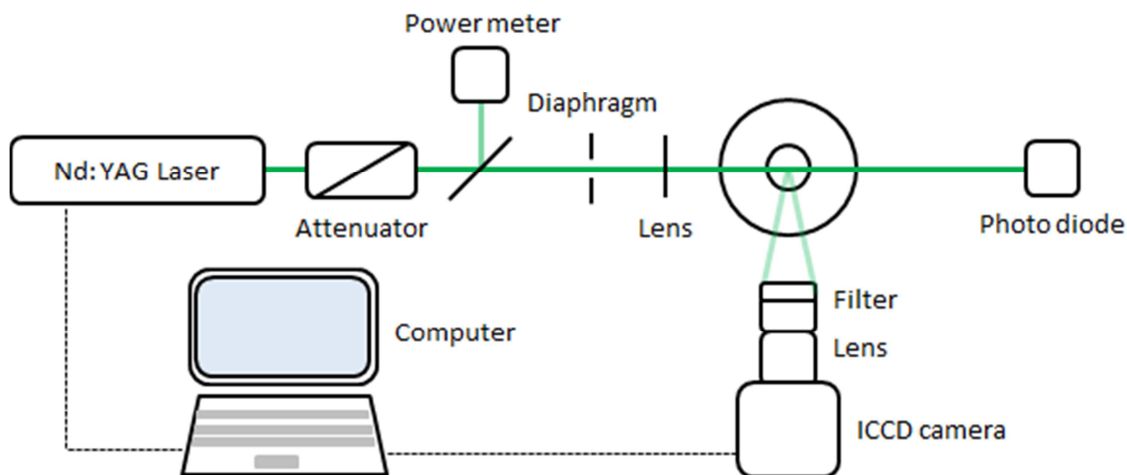 Power meter
Diaphragm
Nd: YAG Laser
Attenuator
Lens
Photo diode
Filter
Computer
Lens
ICCD camera